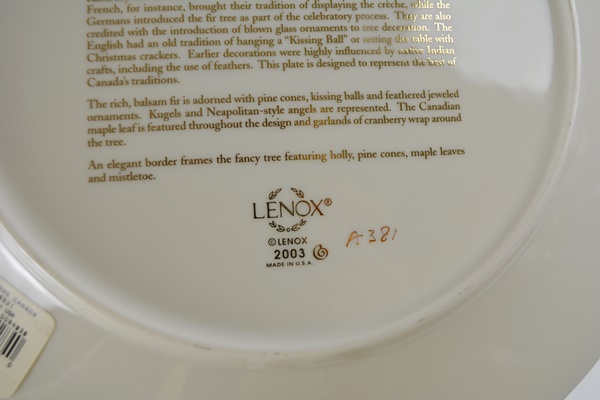 French, for instance, brought their tradition of displaying the crèche, while the
Germans introduced the fir tree as part of the celebratory process. They are also
credited with the introduction of blown glass ornaments to tree decoration. The
English had an old tradition of hanging a “Kissing Ball” or setting the table with
Christmas crackers. Earlier decorations were highly influenced by native Indian
crafts, including the use of feathers. This plate is designed to represent the best of
Canada's traditions.
The rich, balsam fir is adorned with pine cones, kissing balls and feathered jeweled
ornaments. Kugels and Neapolitan-style angels are represented. The Canadian
maple leaf is featured throughout the design and garlands of cranberry wrap around
the tree.
An elegant border frames the fancy tree featuring holly, pine cones, maple leaves
and mistletoe.
LENOX®
© LENOX
2003
MADE IN U.S.A.
A381
CANADA